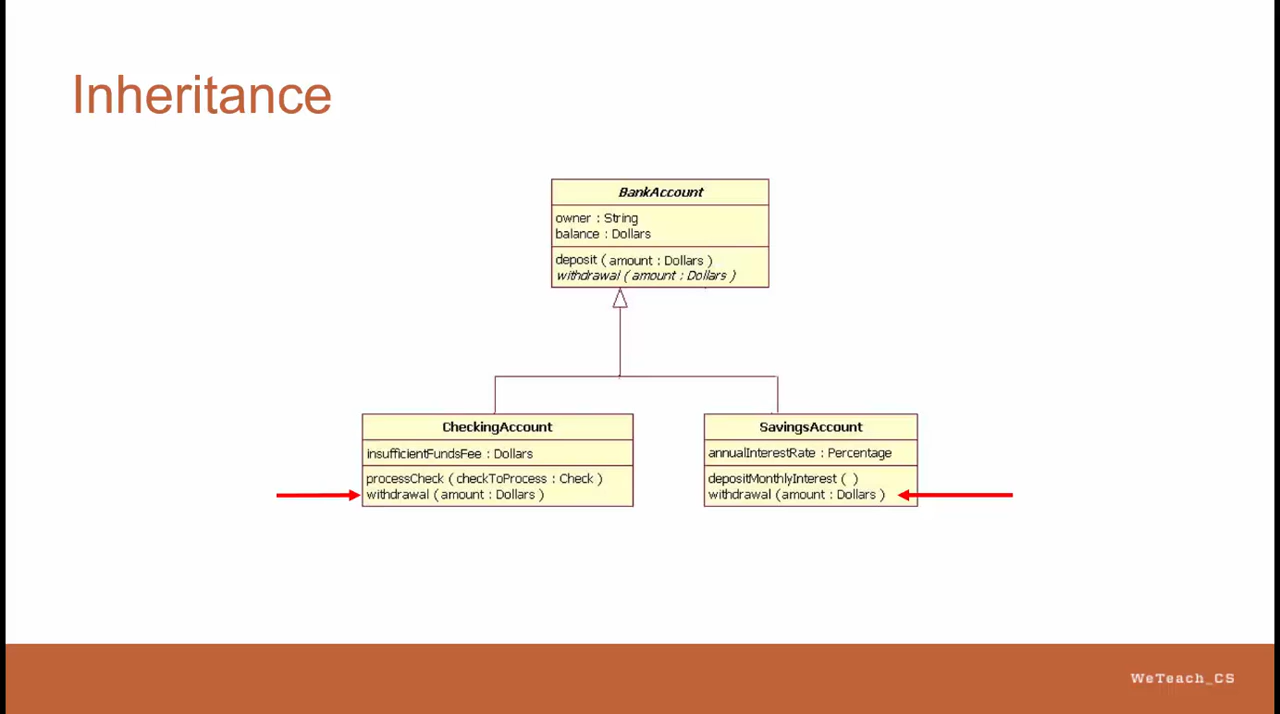 Inheritance
BankAccount
owner : String
balance : Dollars
deposit ( amount : Dollars )
withdrawal ( amount : Dollars )
CheckingAccount
insufficientFundsFee : Dollars
processCheck ( checkToProcess : Check )
withdrawal ( amount : Dollars )
SavingsAccount
annualInterestRate : Percentage
depositMonthlyInterest ( )
withdrawal ( amount : Dollars )
WeTeach_CS